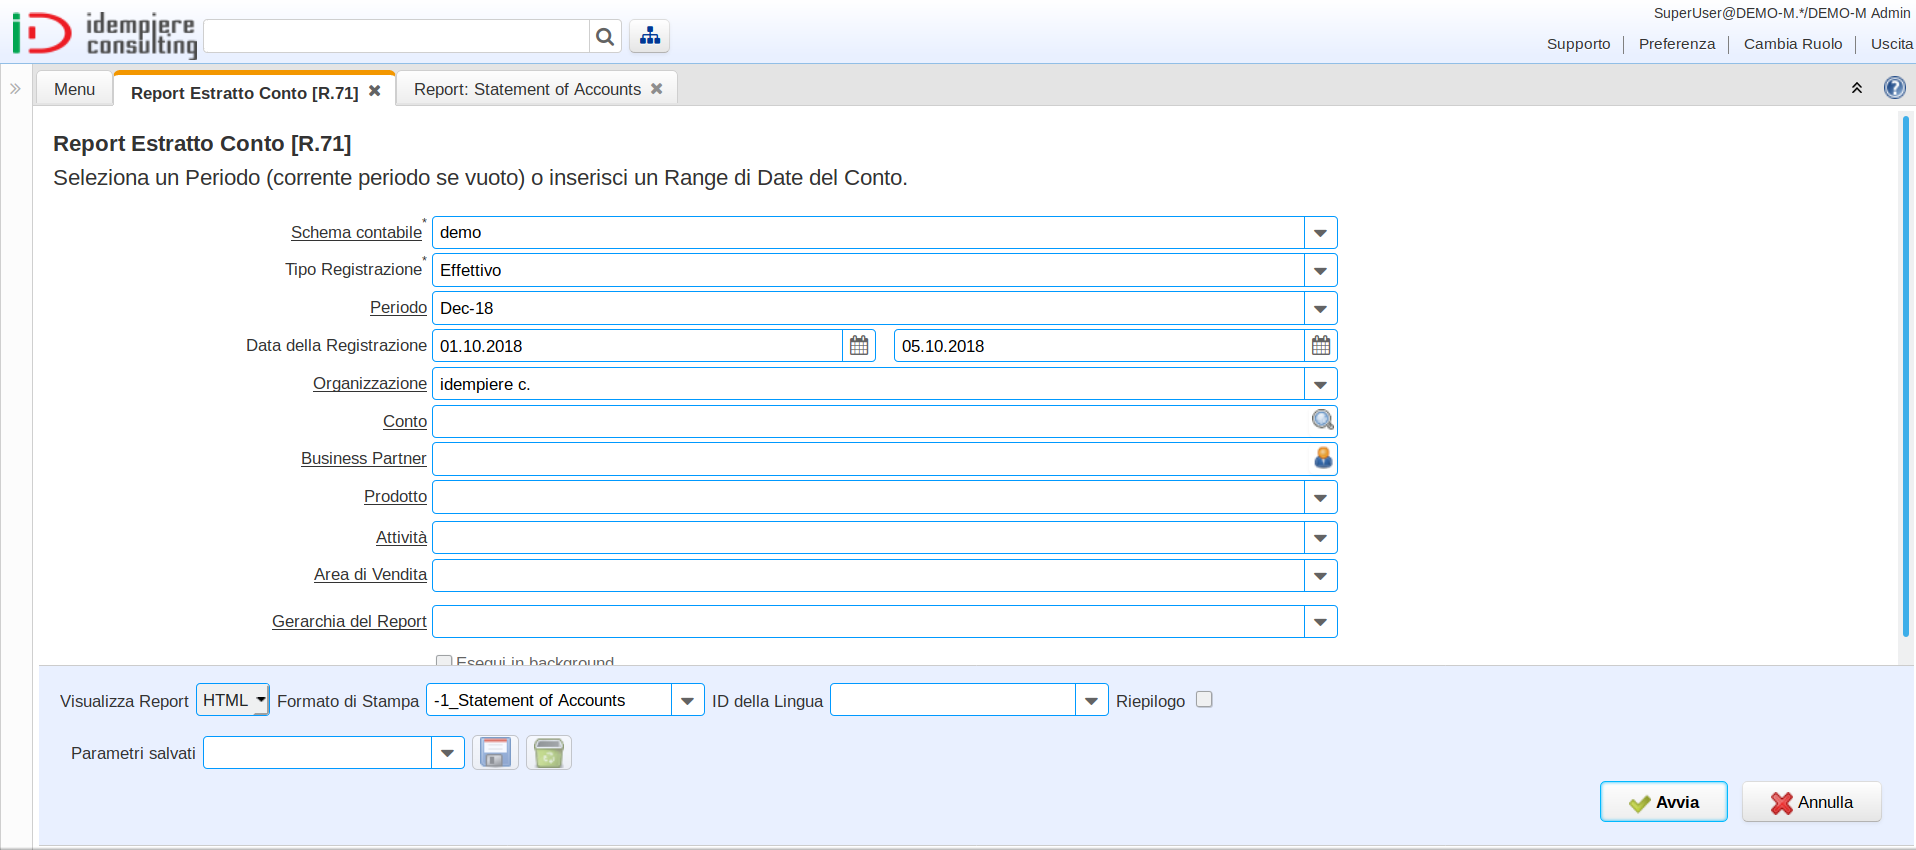 idempiere
consulting
SuperUser@DEMO-M.*/DEMO-M Admin
Supporto Preferenza Cambia Ruolo Uscita
Menu Report Estratto Conto [R.71] Report: Statement of Accounts
Report Estratto Conto [R.71]
Seleziona un Periodo (corrente periodo se vuoto) o inserisci un Range di Date del Conto.
Schema contabile* demo
Tipo Registrazione* Effettivo
Periodo Dec-18
Data della Registrazione 01.10.2018 05.10.2018
Organizzazione idempiere c.
Conto
Business Partner
Prodotto
Attività
Area di Vendita
Gerarchia del Report
Esegui in background
Visualizza Report HTML Formato di Stampa -1_Statement of Accounts ID della Lingua Riepilogo
Parametri salvati
Avvia Annulla